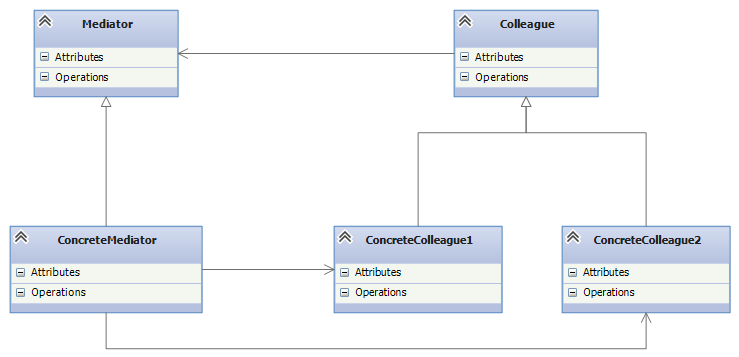 Mediator
Attributes
Operations
Colleague
Attributes
Operations
ConcreteMediator
Attributes
Operations
ConcreteColleague1
Attributes
Operations
ConcreteColleague2
Attributes
Operations